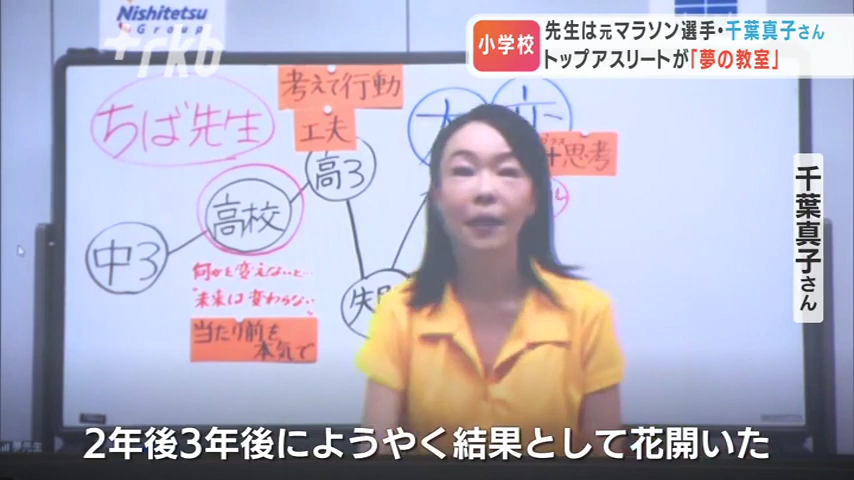 Nishitetsu
Group
rkb
小学校
先生は元マラソン選手・千葉真子さん
トップアスリートが「夢の教室」
ちば先生
考えて行動
工夫
高3
思考
高校
中3
何かを変えないと…
未来は変わらない
当たり前を
本気で
千葉真子さん
2年後3年後にようやく結果として花開いた